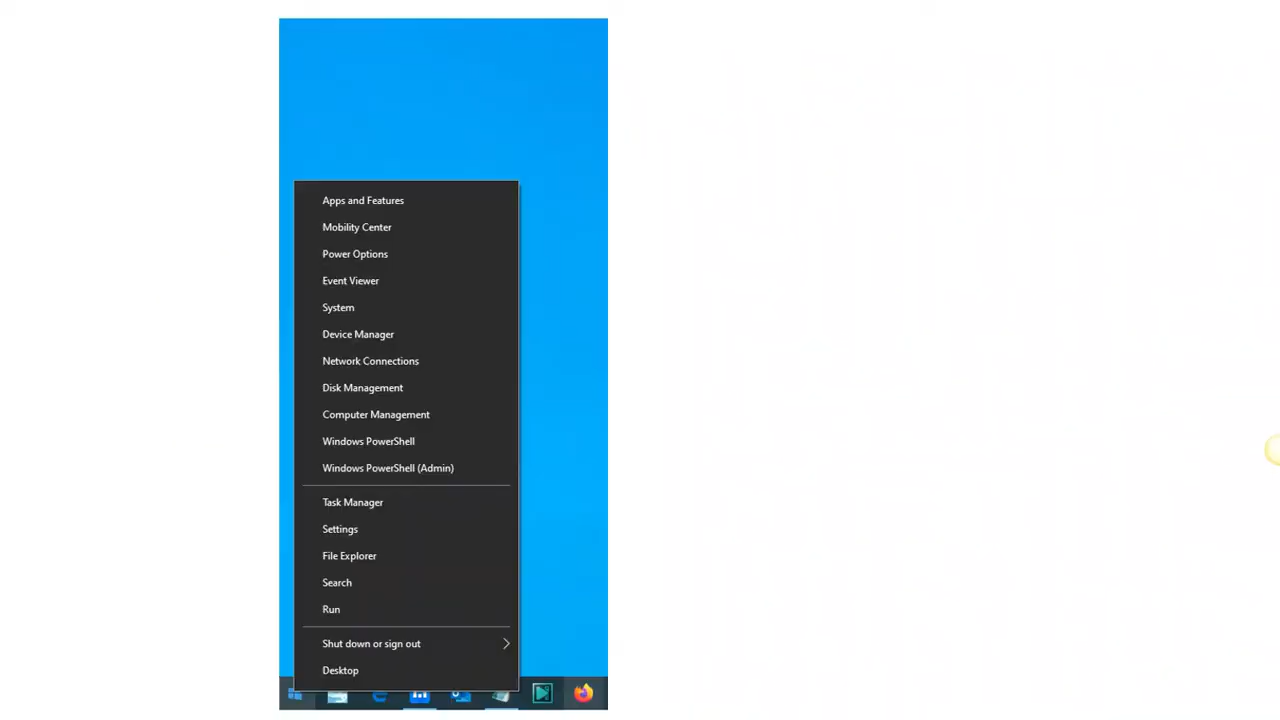 Apps and Features
Mobility Center
Power Options
Event Viewer
System
Device Manager
Network Connections
Disk Management
Computer Management
Windows PowerShell
Windows PowerShell (Admin)
Task Manager
Settings
File Explorer
Search
Run
Shut down or sign out
Desktop